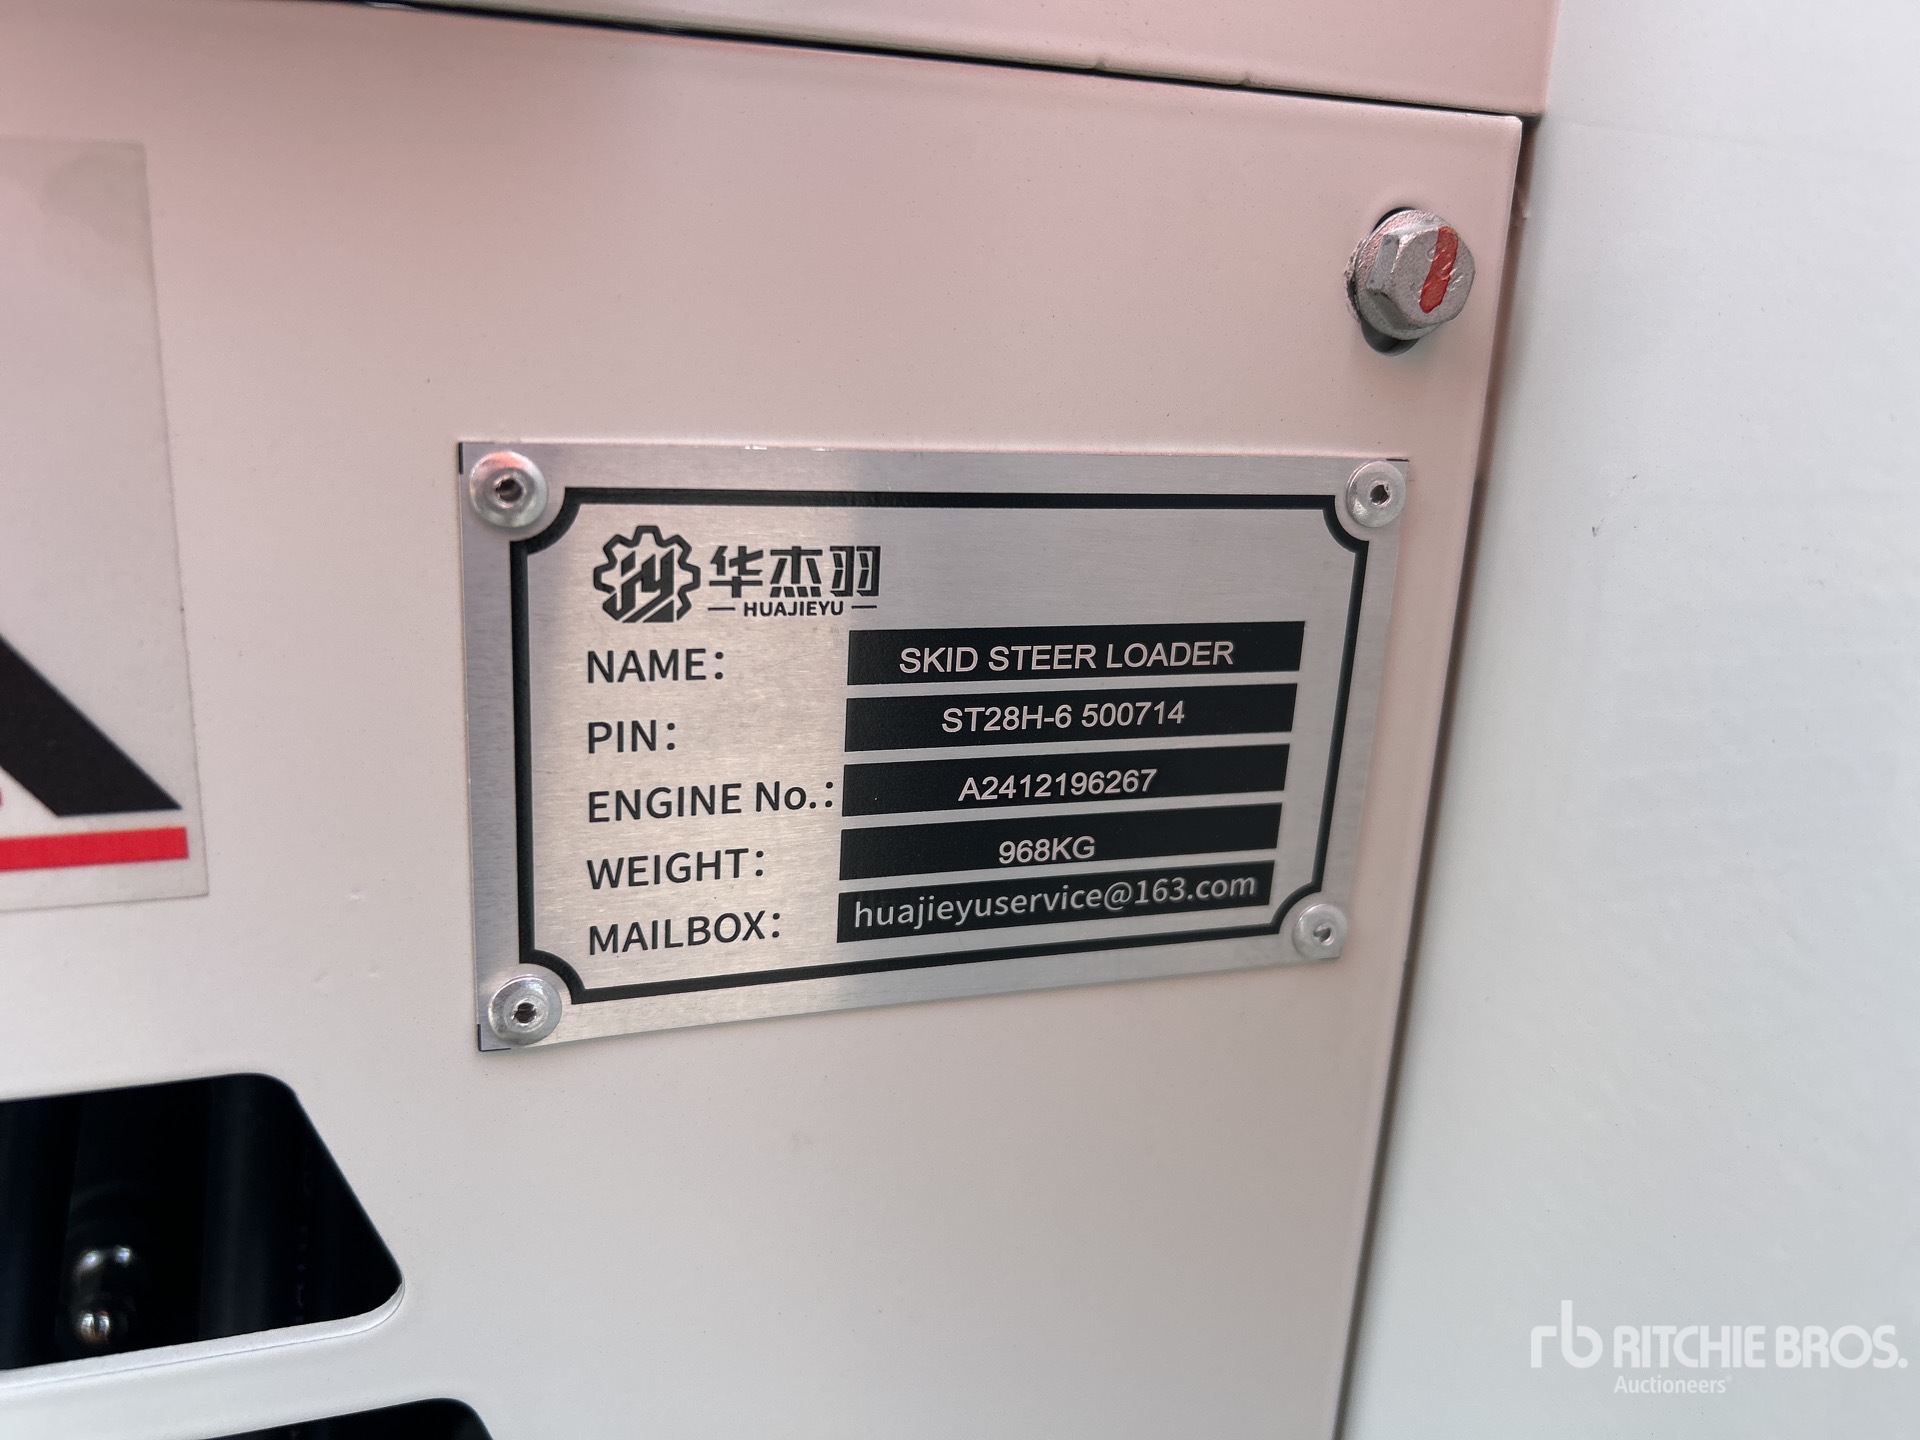 华杰羽
HUAJIEYU
NAME: SKID STEER LOADER
PIN: ST28H-6 500714
ENGINE No.: A2412196267
WEIGHT: 968KG
MAILBOX: huajieyuservice@163.com
rb RITCHIE BROS.
Auctioneers